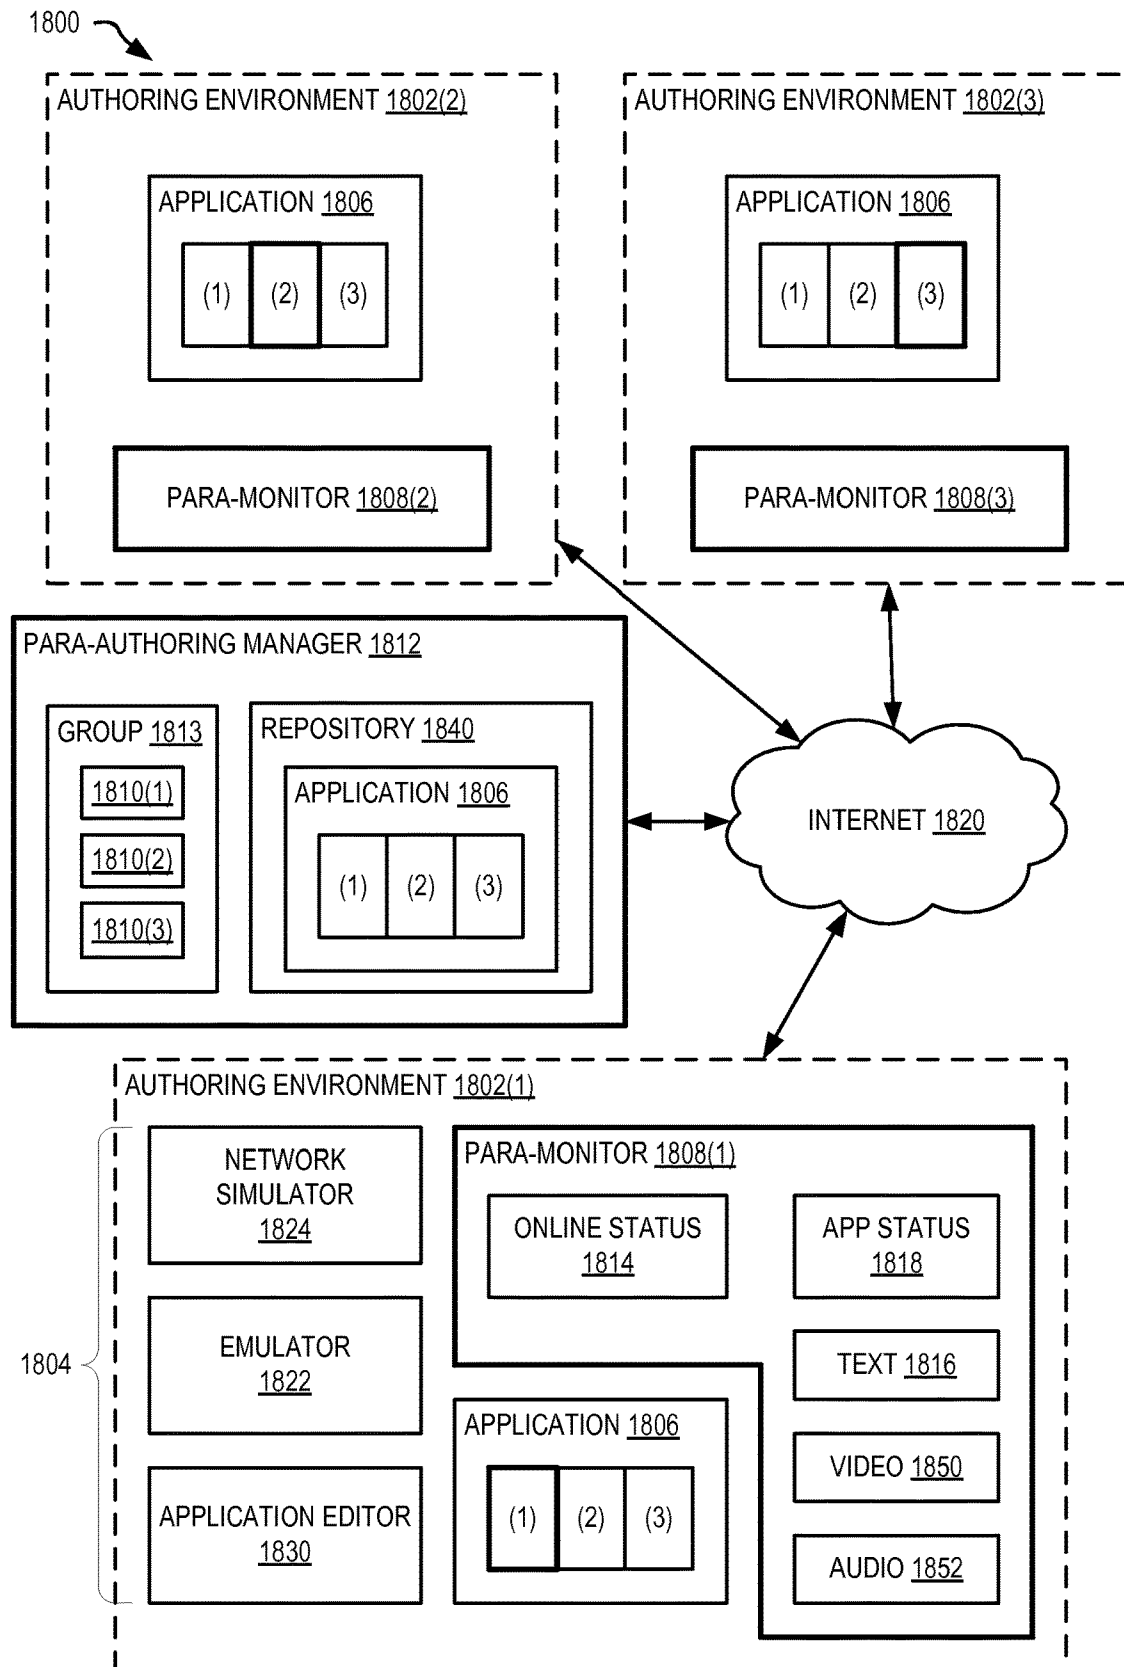 1800
AUTHORING ENVIRONMENT 1802(2)
APPLICATION 1806
(1) (2) (3)
PARA-MONITOR 1808(2)
AUTHORING ENVIRONMENT 1802(3)
APPLICATION 1806
(1) (2) (3)
PARA-MONITOR 1808(3)
PARA-AUTHORING MANAGER 1812
GROUP 1813
1810(1)
1810(2)
1810(3)
REPOSITORY 1840
APPLICATION 1806
(1) (2) (3)
INTERNET 1820
AUTHORING ENVIRONMENT 1802(1)
1804
NETWORK
SIMULATOR
1824
EMULATOR
1822
APPLICATION EDITOR
1830
PARA-MONITOR 1808(1)
ONLINE STATUS
1814
APP STATUS
1818
TEXT 1816
VIDEO 1850
AUDIO 1852
APPLICATION 1806
(1) (2) (3)